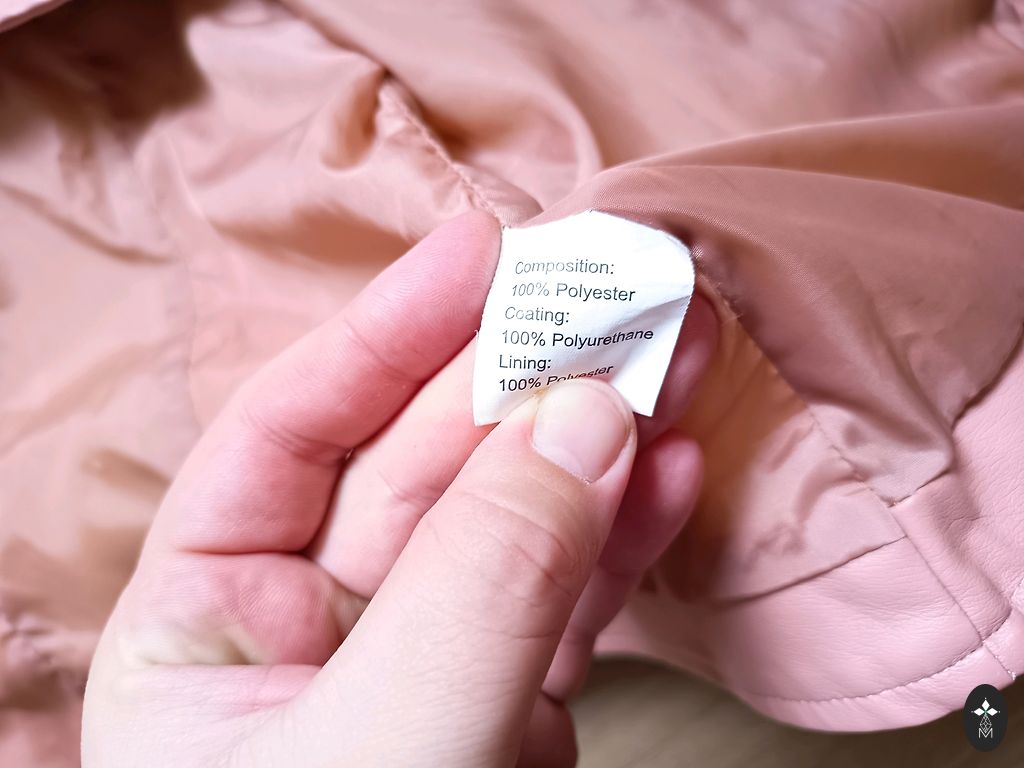 Composition:
100% Polyester
Coating:
100% Polyurethane
Lining:
100% Polyester
M